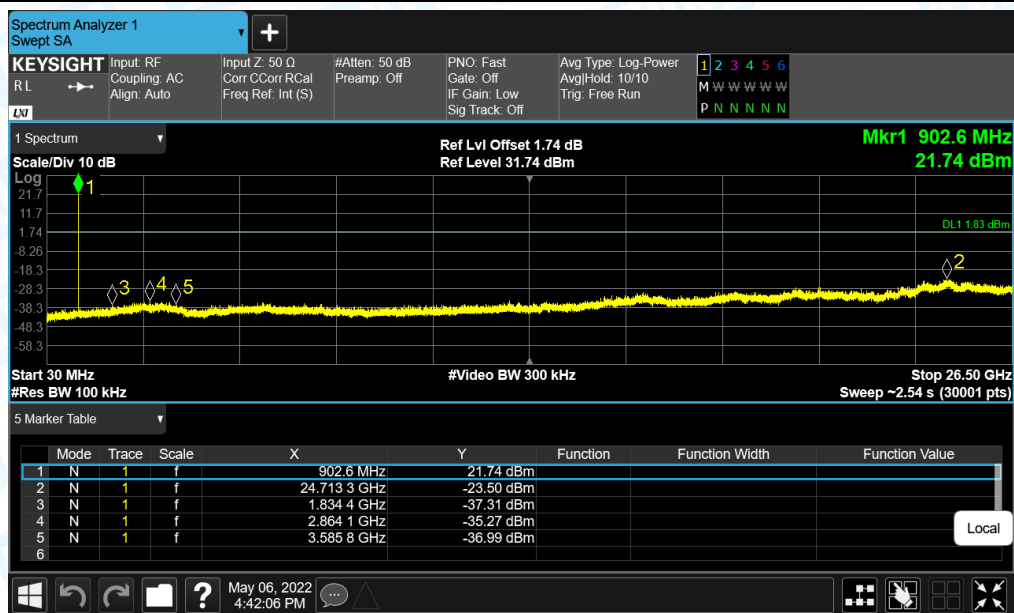 Spectrum Analyzer 1
Swept SA
+
KEYSIGHT
RL
LXI
Input: RF
Coupling: AC
Align: Auto
Input Z: 50 Ω
Corr CCorr RCal
Freq Ref: Int (S)
#Atten: 50 dB
Preamp: Off
PNO: Fast
Gate: Off
IF Gain: Low
Sig Track: Off
Avg Type: Log-Power
Avg|Hold: 10/10
Trig: Free Run
1 2 3 4 5 6
M W W W W W W
P N N N N N
1 Spectrum
Scale/Div 10 dB
Ref Lvl Offset 1.74 dB
Ref Level 31.74 dBm
Mkr1 902.6 MHz
21.74 dBm
Log
21.7
11.7
1.74
-8.26
-18.3
-28.3
-38.3
-48.3
-58.3
DL1 1.83 dBm
1
2
3
4
5
Start 30 MHz
#Video BW 300 kHz
Stop 26.50 GHz
#Res BW 100 kHz
Sweep ~2.54 s (30001 pts)
5 Marker Table
Mode Trace Scale X Y Function Function Width Function Value
1 N 1 f 902.6 MHz 21.74 dBm
2 N 1 f 24.713 3 GHz -23.50 dBm
3 N 1 f 1.834 4 GHz -37.31 dBm
4 N 1 f 2.864 1 GHz -35.27 dBm
5 N 1 f 3.585 8 GHz -36.99 dBm
6
Local
?
May 06, 2022
4:42:06 PM